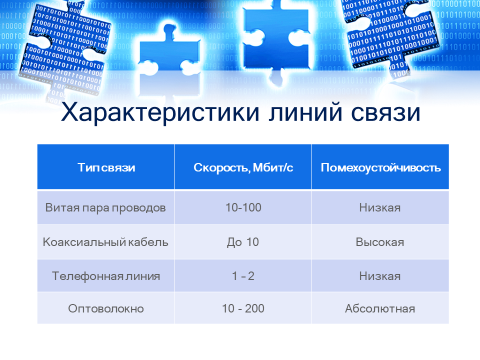 Характеристики линий связи
Тип связи Скорость, Мбит/с Помехоустойчивость
Витая пара проводов 10-100 Низкая
Коаксиальный кабель До 10 Высокая
Телефонная линия 1 - 2 Низкая
Оптоволокно 10 - 200 Абсолютная